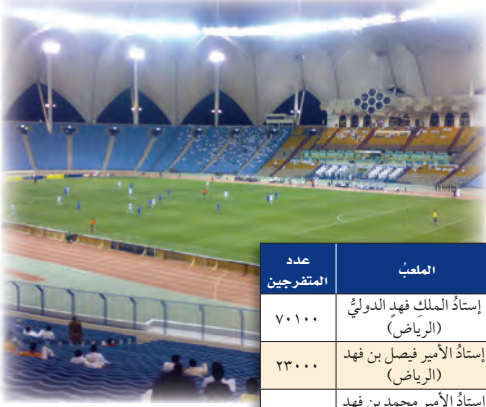 الملعبُ
عدد
المتفرجين
إستادُ الملكِ فهدٍ الدوليُّ
(الرياض)
٧٠١٠٠
إستادُ الأمير فيصل بن فهد
(الرياض)
٢٣٠٠٠
إستادُ الأمير محمد بن فهد